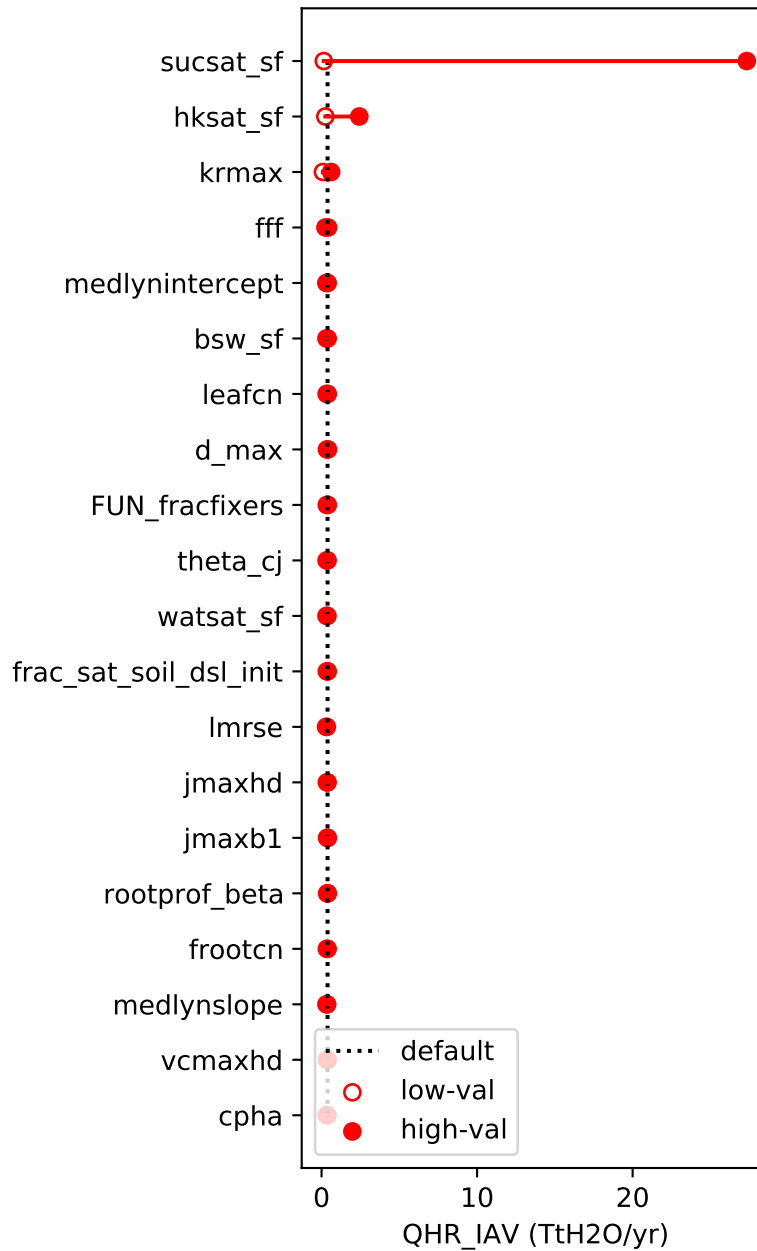 sucsat_sf
hksat_sf
krmax
fff
medlynintercept
bsw_sf
leafcn
d_max
FUN_fracfixers
theta_cj
watsat_sf
frac_sat_soil_dsl_init
lmrse
jmaxhd
jmaxb1
rootprof_beta
frootcn
medlynslope
vcmaxhd
cpha
default
low-val
high-val
0 10 20
QHR_IAV (TtH2O/yr)